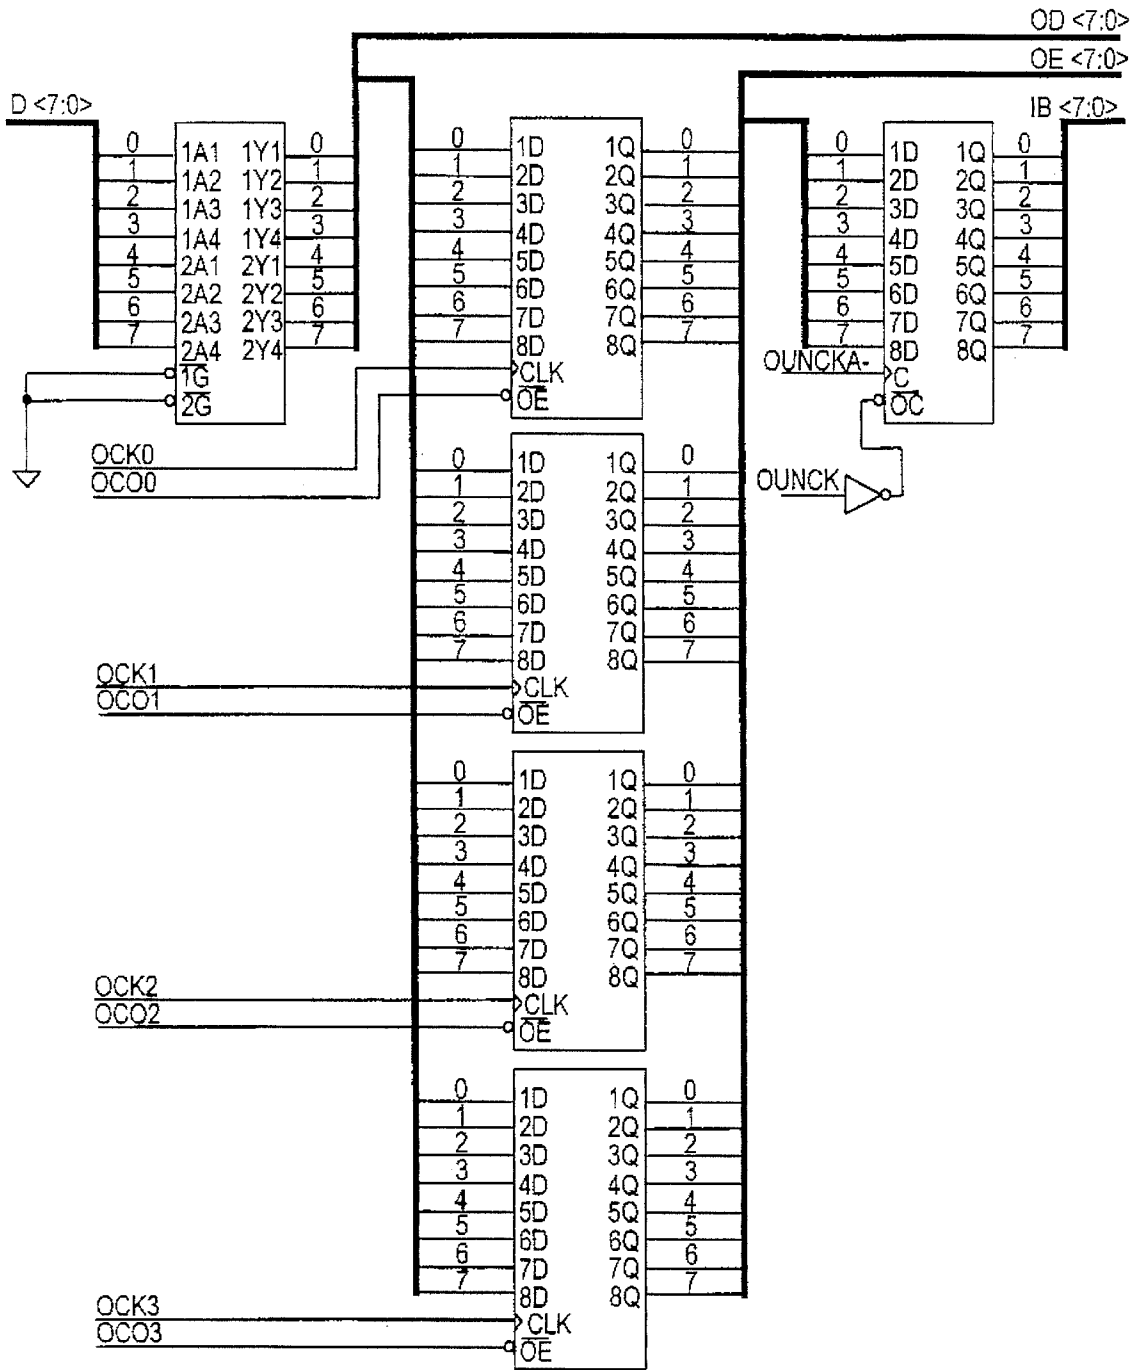 OD <7:0>
OE <7:0>
D <7:0>
IB <7:0>
0 1A1 1Y1 0
1 1A2 1Y2 1
2 1A3 1Y3 2
3 1A4 1Y4 3
4 2A1 2Y1 4
5 2A2 2Y2 5
6 2A3 2Y3 6
7 2A4 2Y4 7
1G
2G
OCK0
OCO0
0 1D 1Q 0
1 2D 2Q 1
2 3D 3Q 2
3 4D 4Q 3
4 5D 5Q 4
5 6D 6Q 5
6 7D 7Q 6
7 8D 8Q 7
CLK
OE
0 1D 1Q 0
1 2D 2Q 1
2 3D 3Q 2
3 4D 4Q 3
4 5D 5Q 4
5 6D 6Q 5
6 7D 7Q 6
7 8D 8Q 7
OUNCKA- C
OC
OUNCK
0 1D 1Q 0
1 2D 2Q 1
2 3D 3Q 2
3 4D 4Q 3
4 5D 5Q 4
5 6D 6Q 5
6 7D 7Q 6
7 8D 8Q 7
OCK1 CLK
OCO1 OE
0 1D 1Q 0
1 2D 2Q 1
2 3D 3Q 2
3 4D 4Q 3
4 5D 5Q 4
5 6D 6Q 5
6 7D 7Q 6
7 8D 8Q 7
OCK2 CLK
OCO2 OE
0 1D 1Q 0
1 2D 2Q 1
2 3D 3Q 2
3 4D 4Q 3
4 5D 5Q 4
5 6D 6Q 5
6 7D 7Q 6
7 8D 8Q 7
OCK3 CLK
OCO3 OE